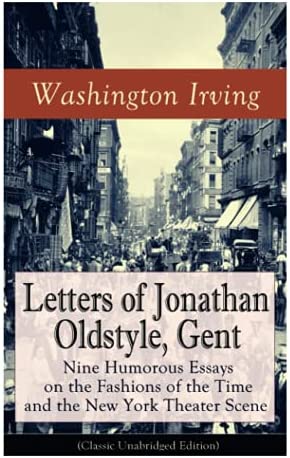 Washington Irving
Letters of Jonathan
Oldstyle, Gent
Nine Humorous Essays
on the Fashions of the Time
and the New York Theater Scene
(Classic Unabridged Edition)